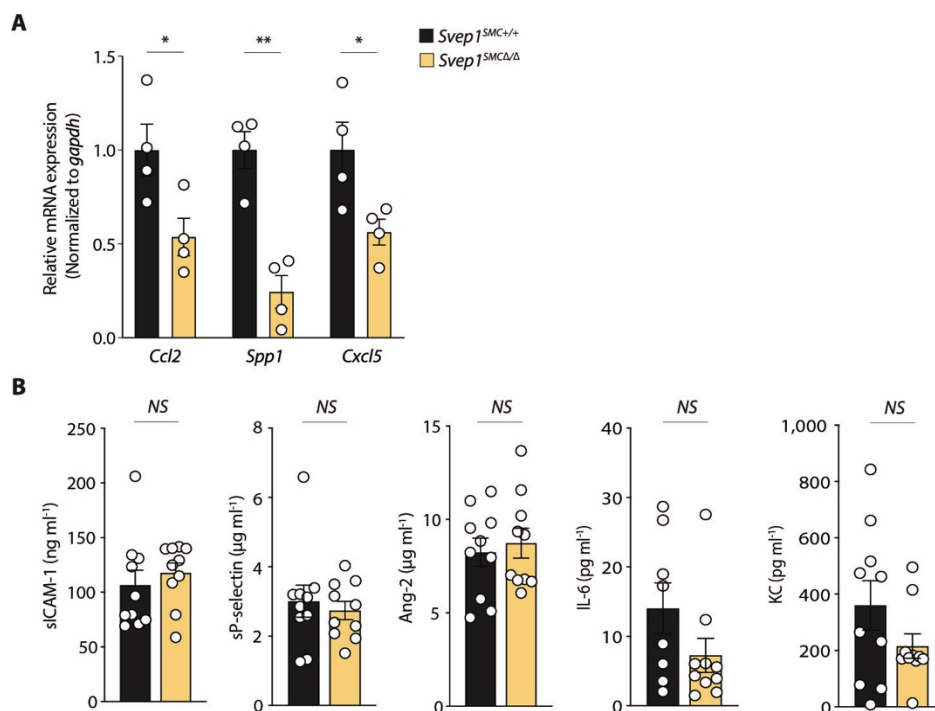 A
Svep1SMC+/+
Svep1SMCΔ/Δ
Relative mRNA expression
(Normalized to gapdh)
1.5
1.0
0.5
0.0
*
**
*
Ccl2
Spp1
Cxcl5
B
NS
NS
NS
NS
NS
sICAM-1 (ng ml-1)
250
200
150
100
50
0
sP-selectin (µg ml-1)
8
6
4
2
0
Ang-2 (µg ml-1)
15
10
5
0
IL-6 (pg ml-1)
40
30
20
10
0
KC (pg ml-1)
1,000
800
600
400
200
0